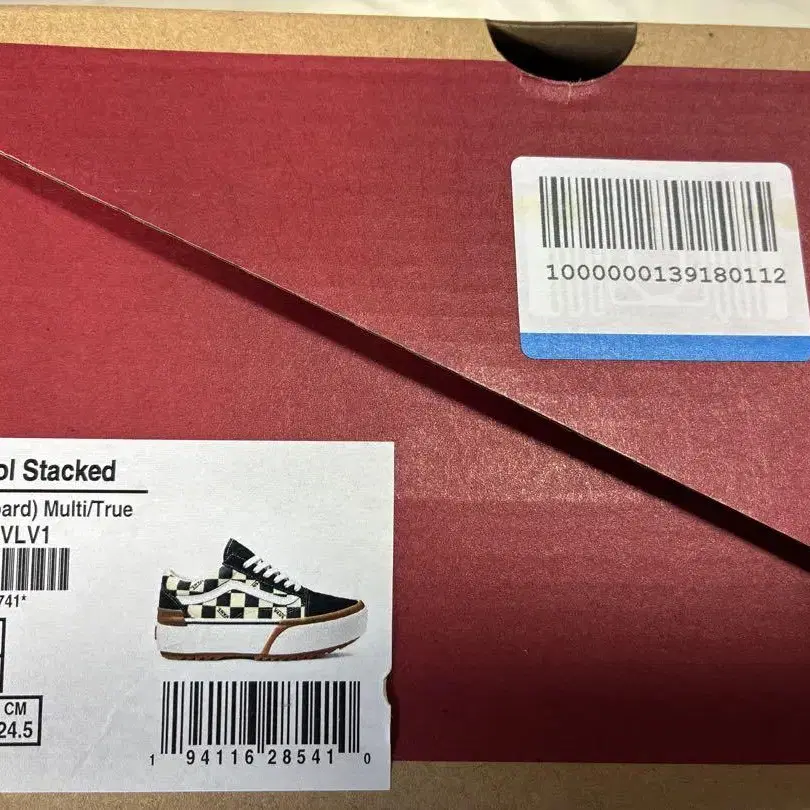 1000000139180112
ol Stacked
oard) Multi/True
VLV1
741*
CM
24.5
1 94116 28541 0